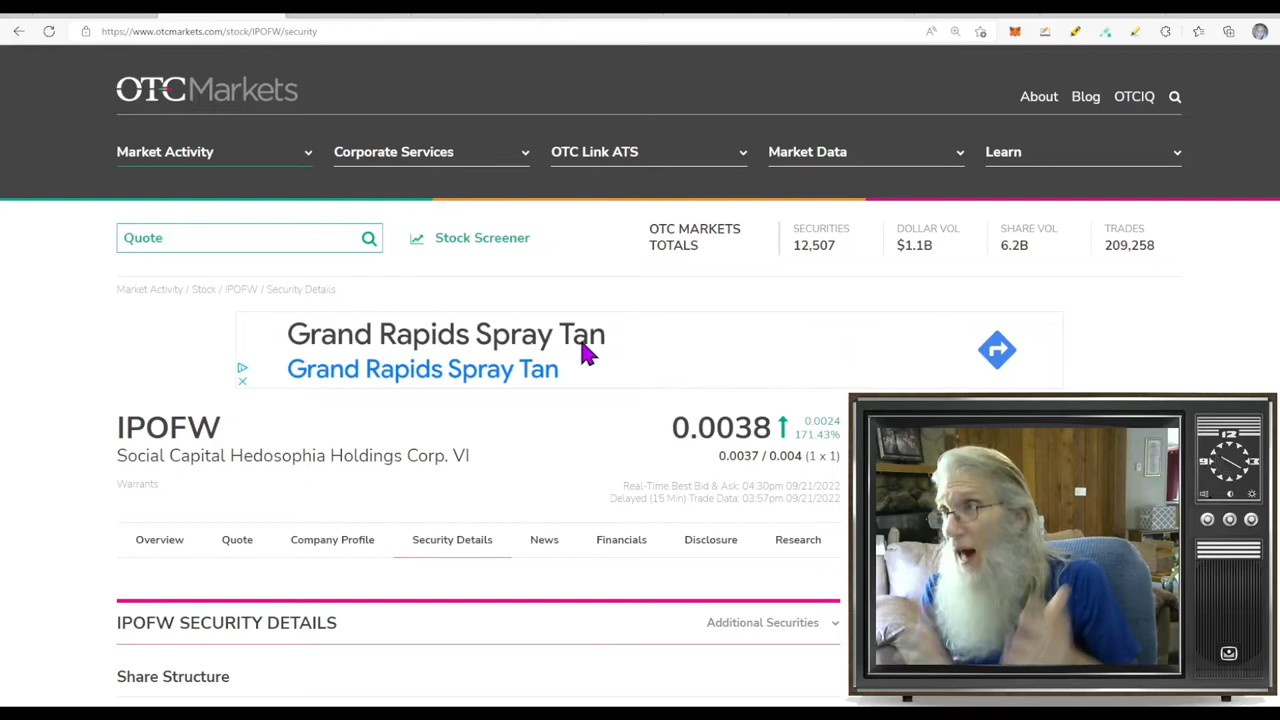 https://www.otcmarkets.com/stock/IPOFW/security
OTCMarkets
About Blog OTCIQ
Market Activity Corporate Services OTC Link ATS Market Data Learn
Quote
Stock Screener
OTC MARKETS TOTALS
SECURITIES 12,507
DOLLAR VOL $1.1B
SHARE VOL 6.2B
TRADES 209,258
Market Activity / Stock / IPOFW / Security Details
Grand Rapids Spray Tan
Grand Rapids Spray Tan
IPOFW
0.0038 0.0024
171.43%
Social Capital Hedosophia Holdings Corp. VI
0.0037 / 0.004 (1 x 1)
Warrants
Real-Time Best Bid & Ask: 04:30pm 09/21/2022
Delayed (15 Min) Trade Data: 03:57pm 09/21/2022
Overview Quote Company Profile Security Details News Financials Disclosure Research
IPOFW SECURITY DETAILS
Additional Securities
Share Structure
12
9 3